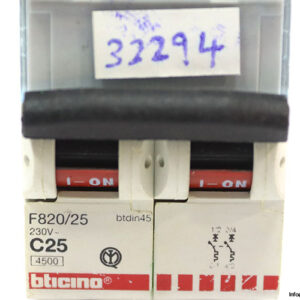 32294
I-ON
I-ON
F820/25
btdin45
230V~
C25
4500
1/2 3/4
bticino